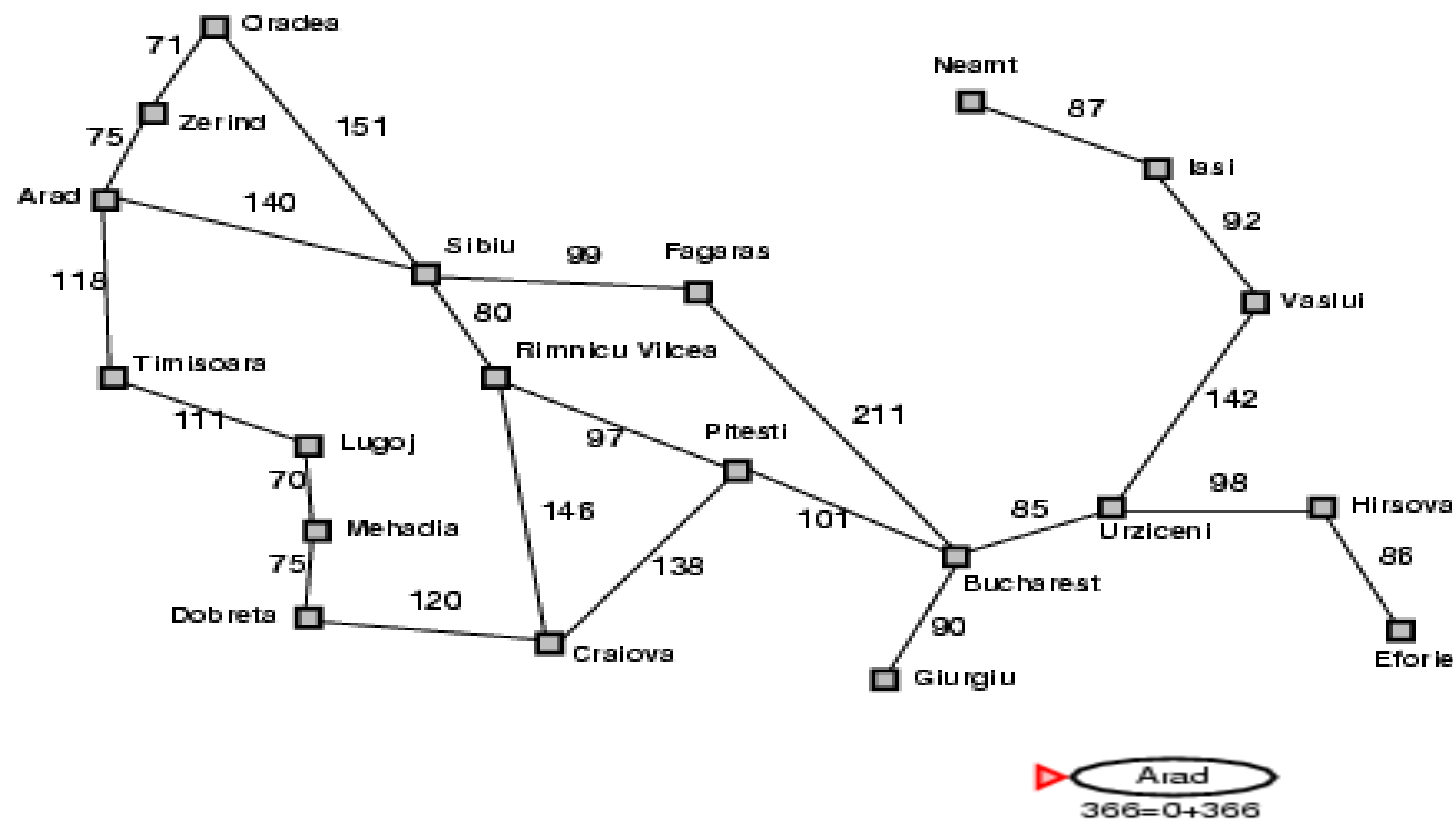 Oradea
71
Neamt
87
Zerind
151
75
Iasi
Arad
140
92
Sibiu
99
Fagaras
118
80
Vaslui
Timisoara
Rimnicu Vilcea
142
111
211
Lugoj
97
Pitesti
70
98
Hirsova
146
101
85
Mehadia
Urziceni
75
138
86
Bucharest
Dobreta
120
90
Craiova
Eforie
Giurgiu
Arad
366=0+366